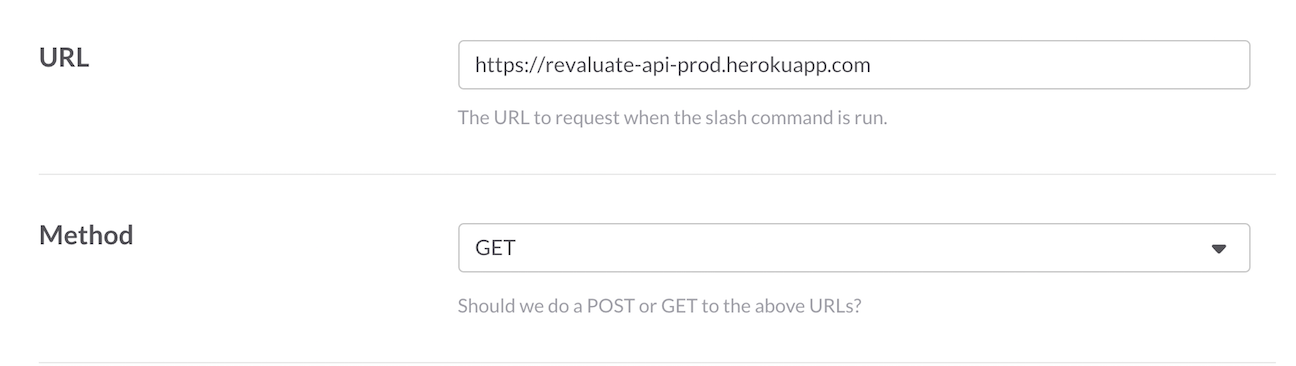 URL
https://revaluate-api-prod.herokuapp.com
The URL to request when the slash command is run.
Method
GET
Should we do a POST or GET to the above URLs?